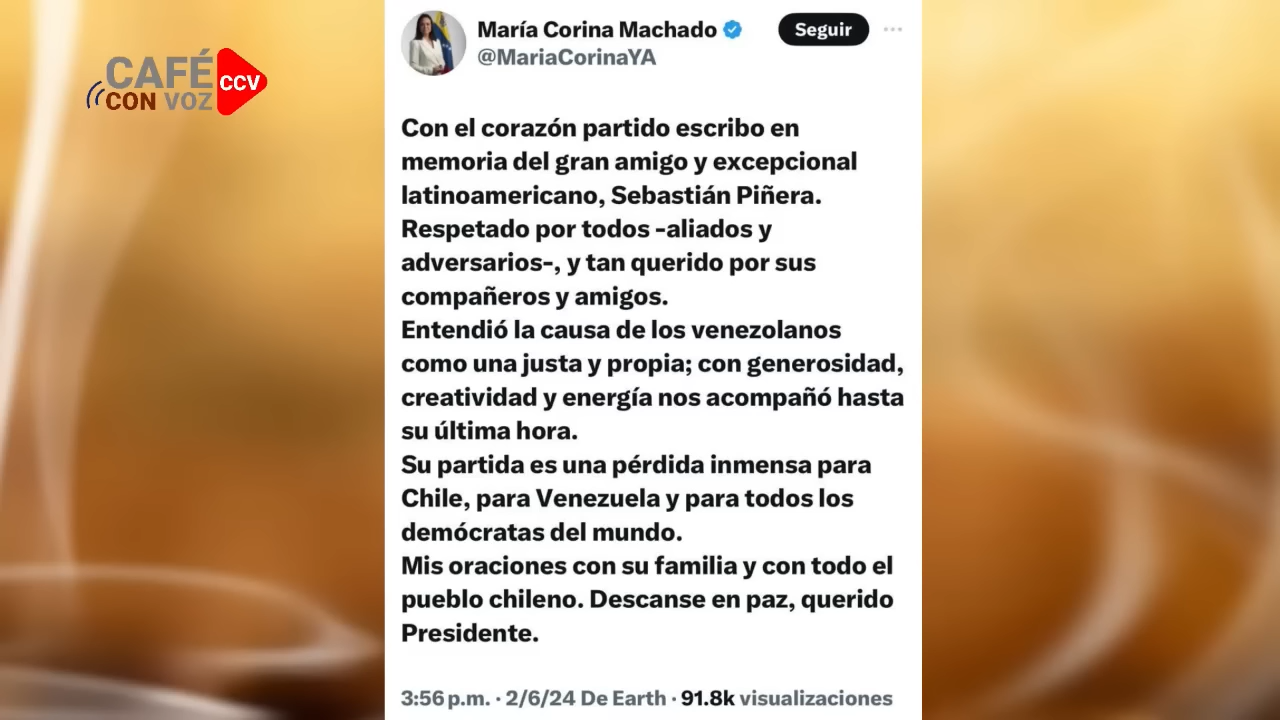 CAFÉ
CON VOZ
CCV
María Corina Machado
@MariaCorinaYA
Seguir
Con el corazón partido escribo en
memoria del gran amigo y excepcional
latinoamericano, Sebastián Piñera.
Respetado por todos -aliados y
adversarios-, y tan querido por sus
compañeros y amigos.
Entendió la causa de los venezolanos
como una justa y propia; con generosidad,
creatividad y energía nos acompañó hasta
su última hora.
Su partida es una pérdida inmensa para
Chile, para Venezuela y para todos los
demócratas del mundo.
Mis oraciones con su familia y con todo el
pueblo chileno. Descanse en paz, querido
Presidente.
3:56 p.m. · 2/6/24 De Earth · 91.8k visualizaciones